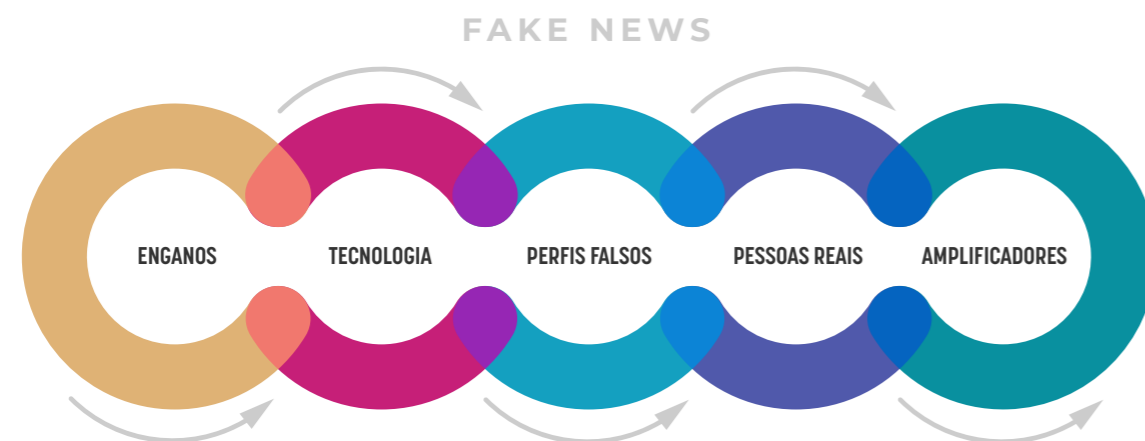 FAKE NEWS
ENGANOS
TECNOLOGIA
PERFIS FALSOS
PESSOAS REAIS
AMPLIFICADORES